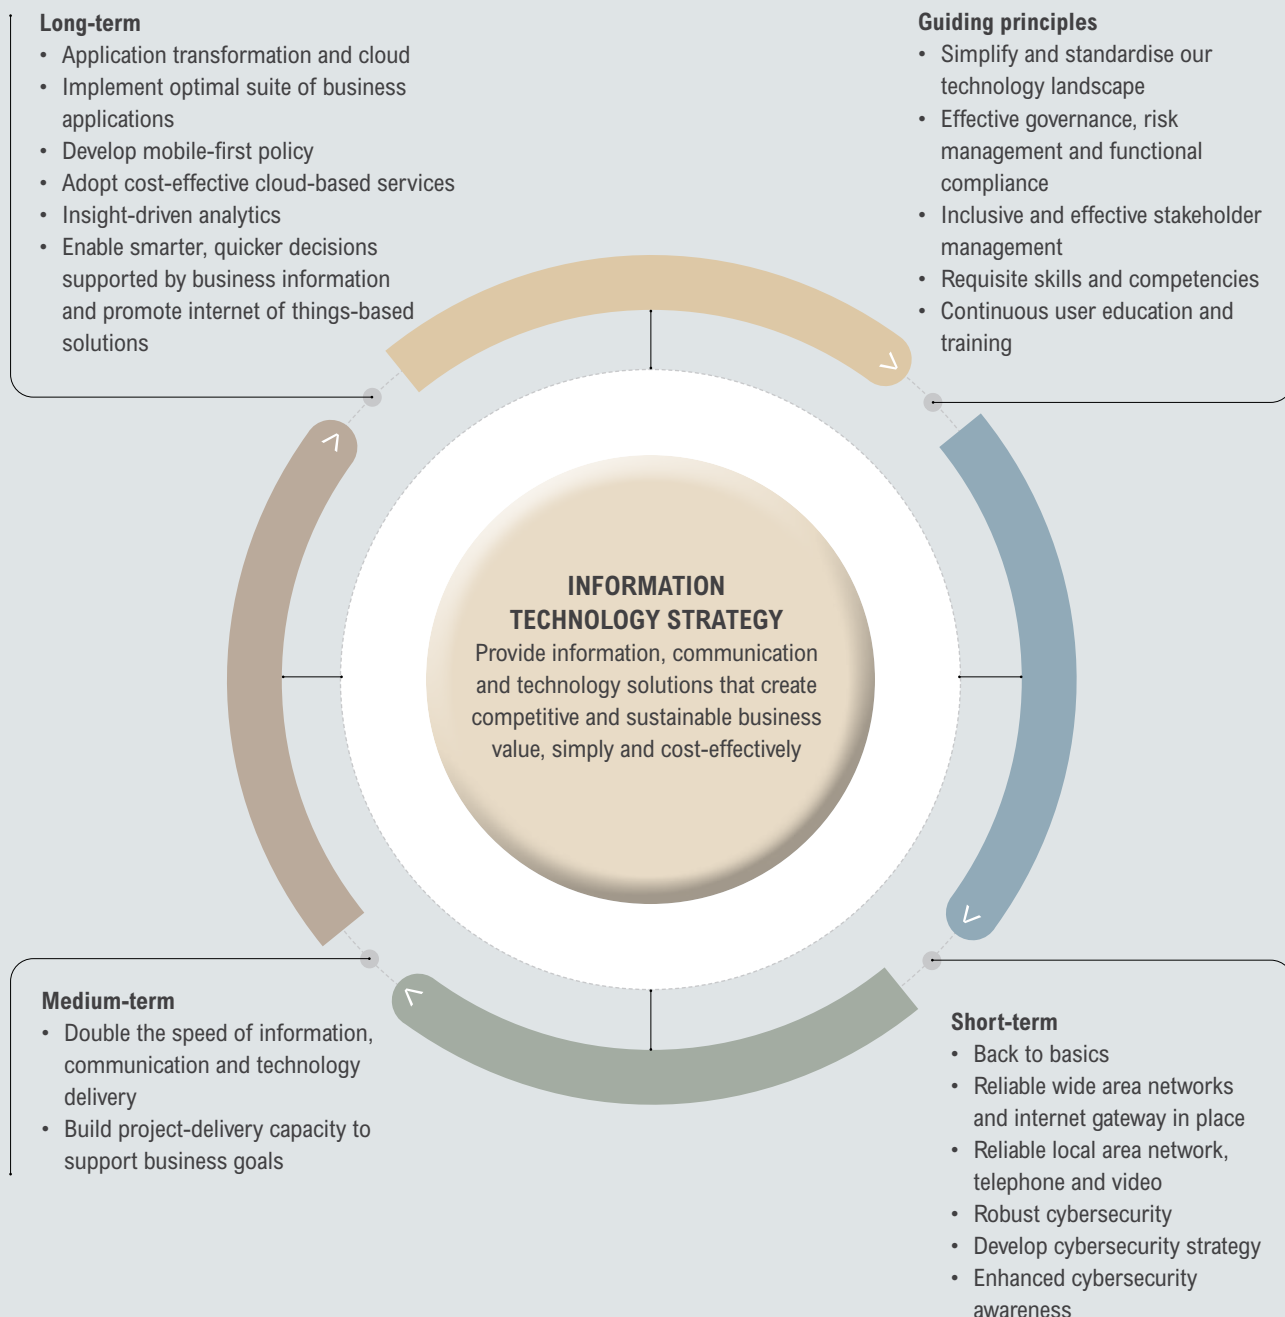 Long-term
• Application transformation and cloud
• Implement optimal suite of business
applications
• Develop mobile-first policy
• Adopt cost-effective cloud-based services
• Insight-driven analytics
• Enable smarter, quicker decisions
supported by business information
and promote internet of things-based
solutions
Guiding principles
• Simplify and standardise our
technology landscape
• Effective governance, risk
management and functional
compliance
• Inclusive and effective stakeholder
management
• Requisite skills and competencies
• Continuous user education and
training
INFORMATION
TECHNOLOGY STRATEGY
Provide information, communication
and technology solutions that create
competitive and sustainable business
value, simply and cost-effectively
Medium-term
• Double the speed of information,
communication and technology
delivery
• Build project-delivery capacity to
support business goals
Short-term
• Back to basics
• Reliable wide area networks
and internet gateway in place
• Reliable local area network,
telephone and video
• Robust cybersecurity
• Develop cybersecurity strategy
• Enhanced cybersecurity
awareness